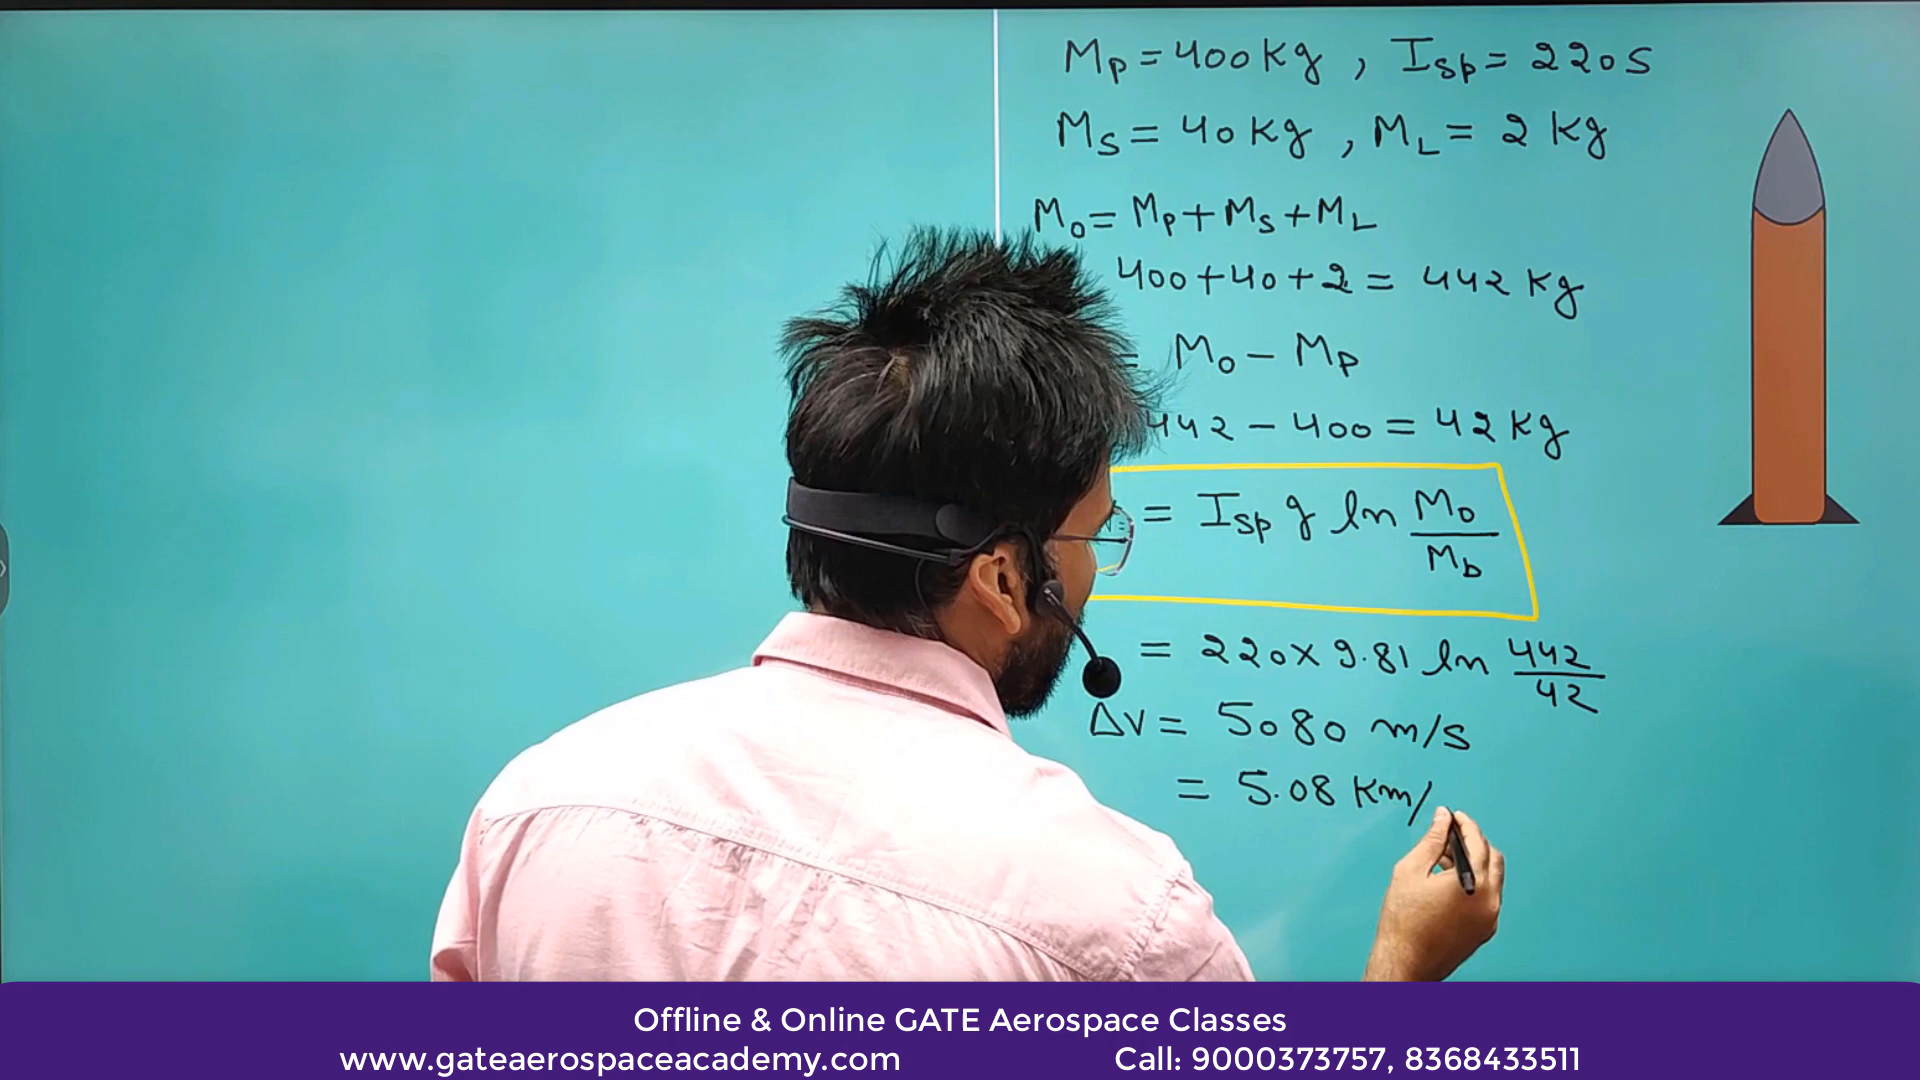 Mp = 400 Kg , Isp = 220 S
Ms = 40 Kg , ML = 2 Kg
Mo = Mp + Ms + ML
400 + 40 + 2 = 442 Kg
= Mo - Mp
442 - 400 = 42 Kg
= Isp g ln Mo/Mb
= 220 x 9.81 ln 442/42
ΔV = 5080 m/s
= 5.08 Km/
Offline & Online GATE Aerospace Classes
www.gateaerospaceacademy.com Call: 9000373757, 8368433511